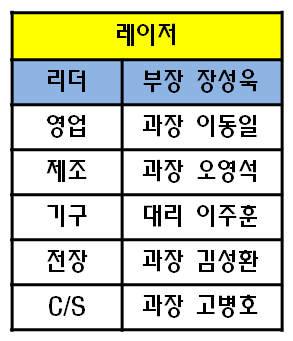 레이저
리더 부장 장성욱
영업 과장 이동일
제조 과장 오영석
기구 대리 이주훈
전장 과장 김성환
C/S 과장 고병호